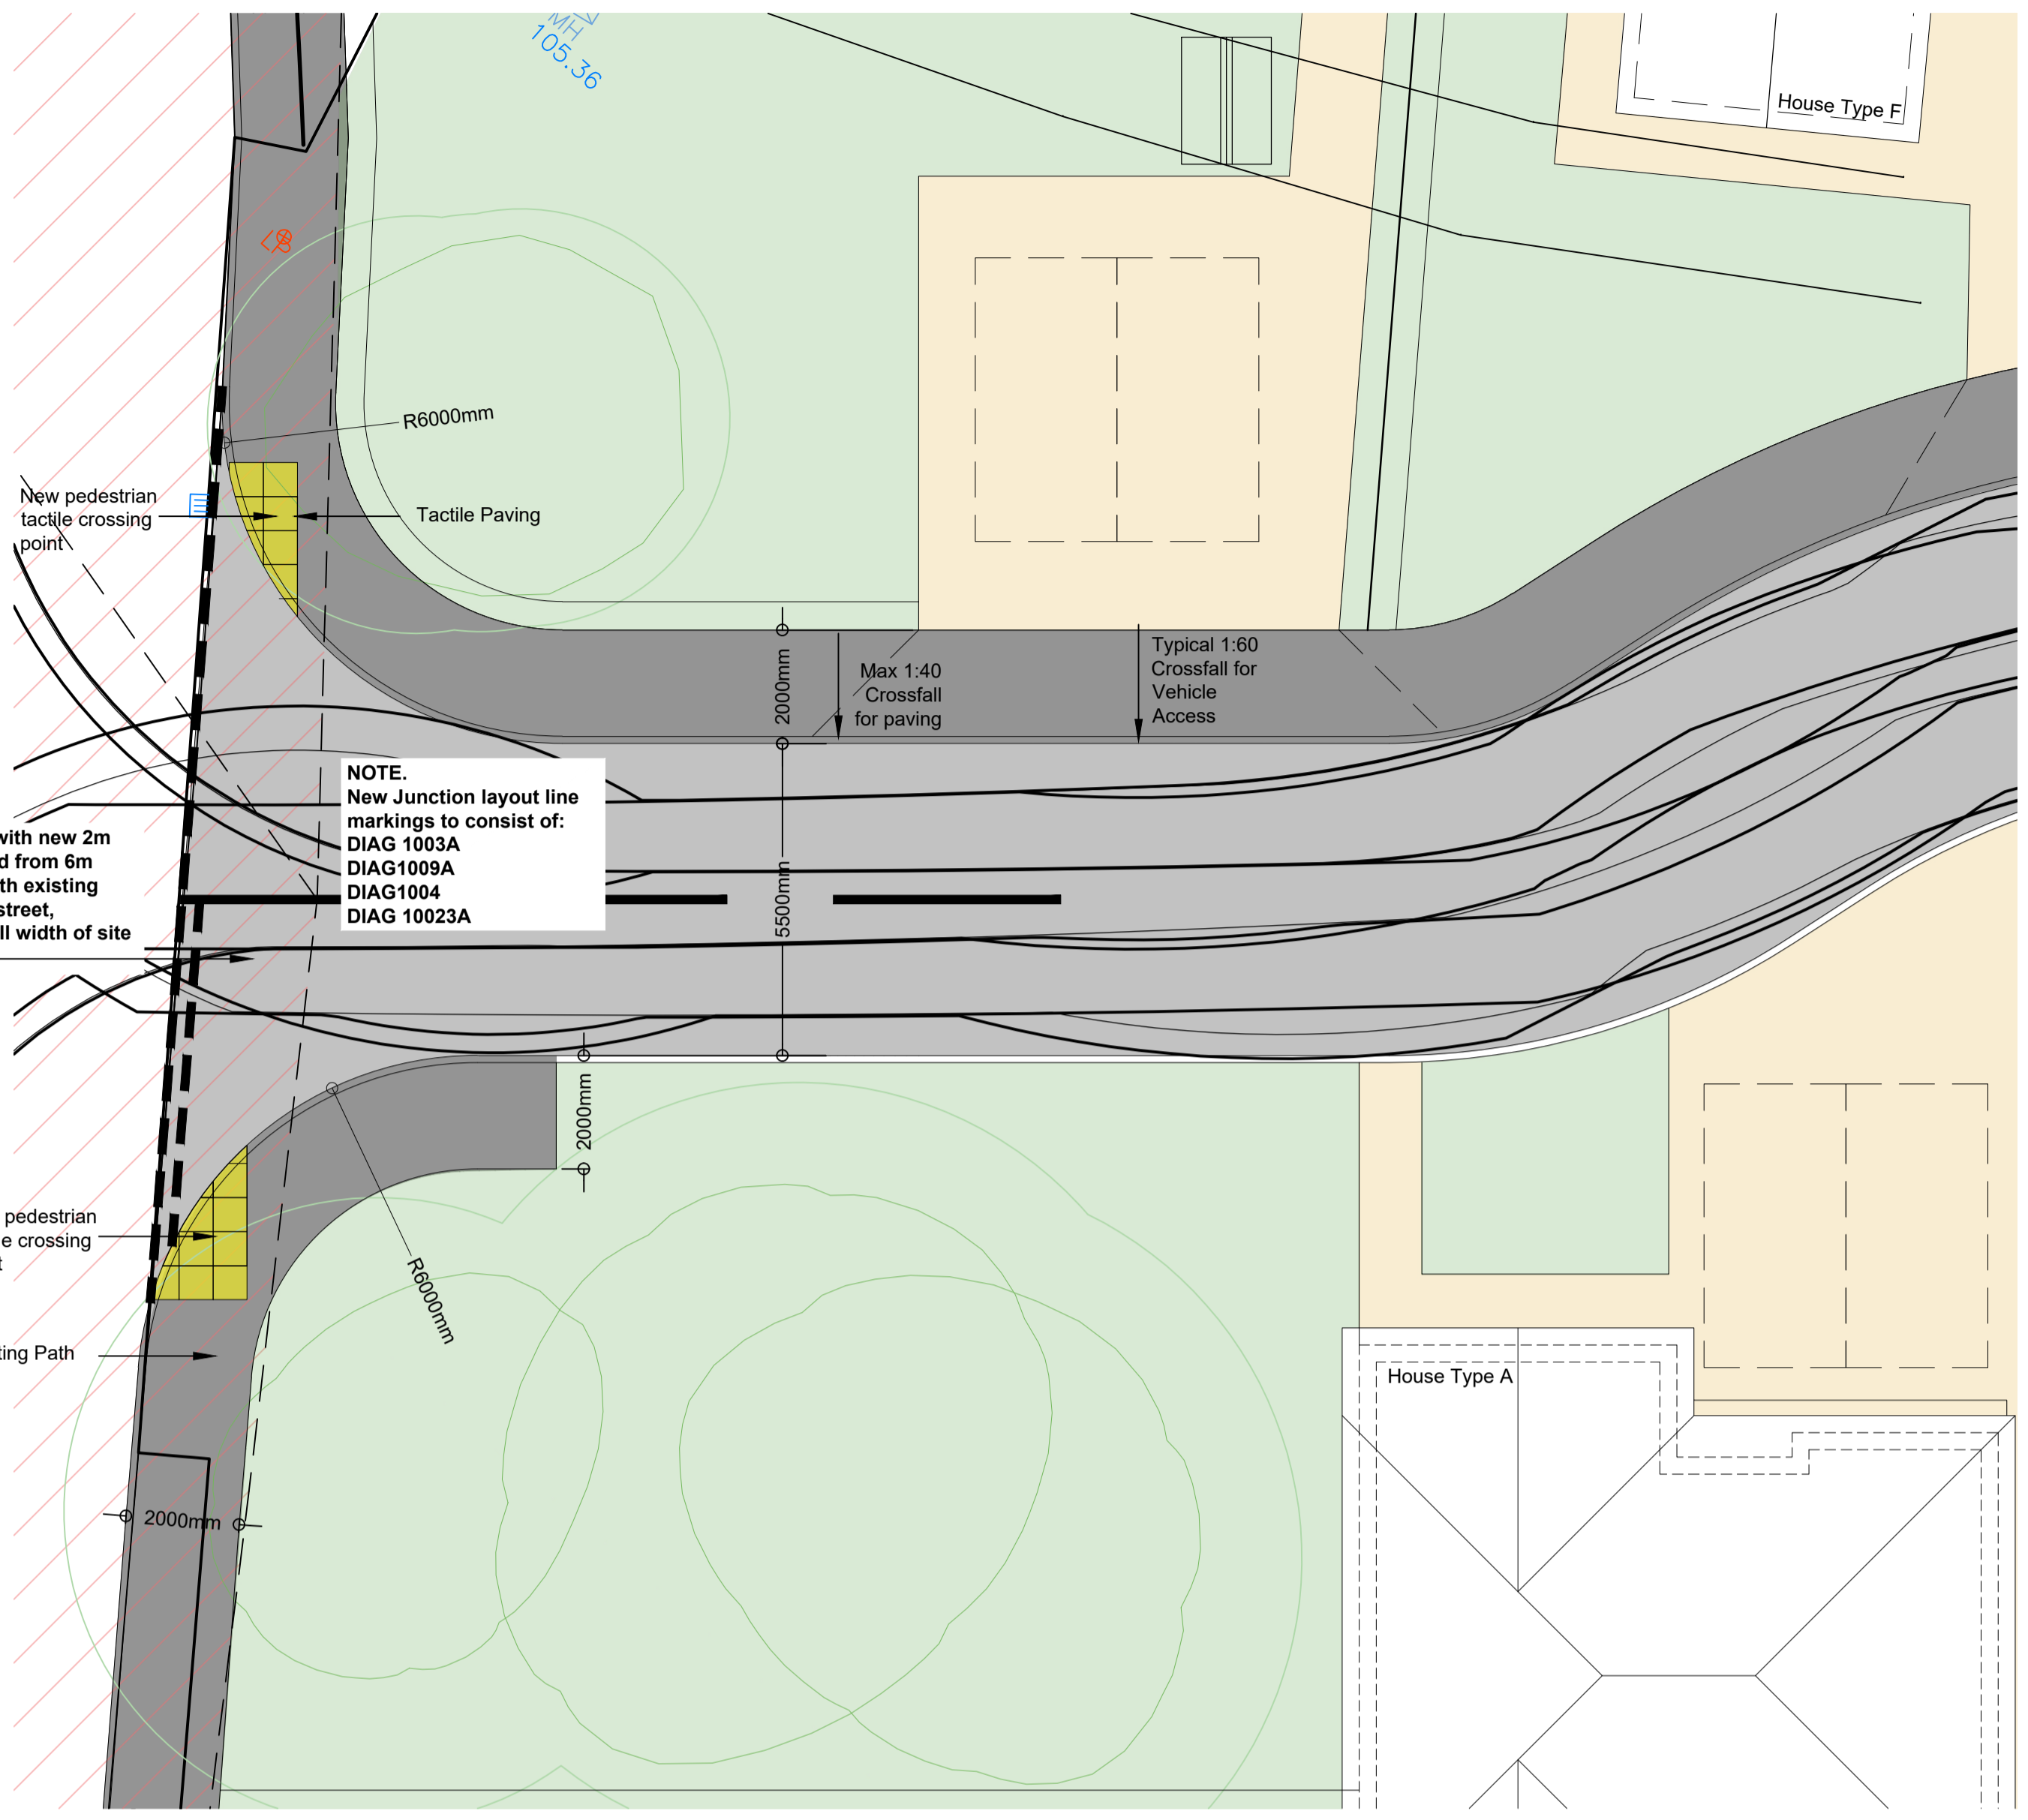 MH
105.36
House Type F
LP
R6000mm
New pedestrian
tactile crossing
point
Tactile Paving
2000mm
Max 1:40
Crossfall
for paving
Typical 1:60
Crossfall for
Vehicle
Access
NOTE.
New Junction layout line
markings to consist of:
DIAG 1003A
DIAG1009A
DIAG1004
DIAG 10023A
with new 2m
d from 6m
th existing
street,
ll width of site
5500mm
2000mm
pedestrian
e crossing
t
R6000mm
ting Path
House Type A
2000mm